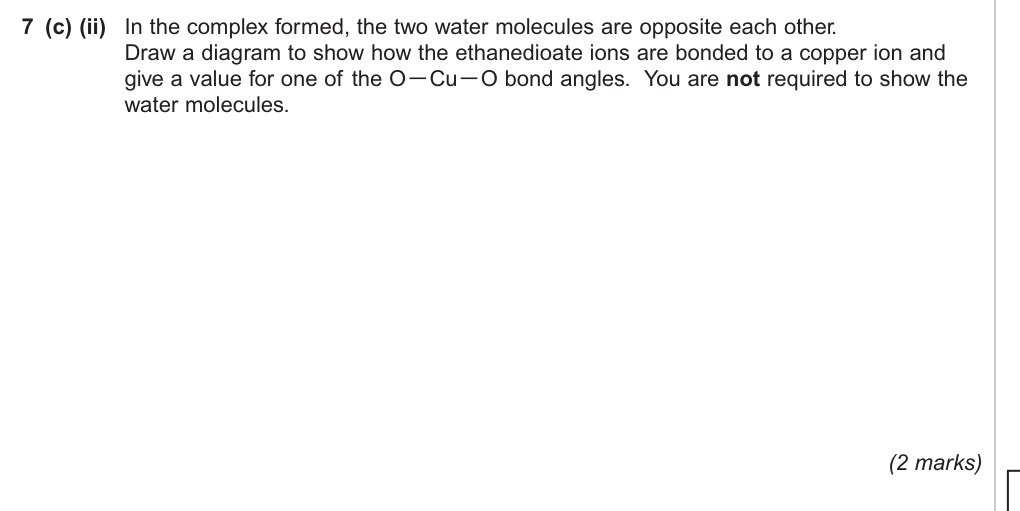 7 (c) (ii) In the complex formed, the two water molecules are opposite each other.
Draw a diagram to show how the ethanedioate ions are bonded to a copper ion and
give a value for one of the O—Cu—O bond angles. You are not required to show the
water molecules.
(2 marks)